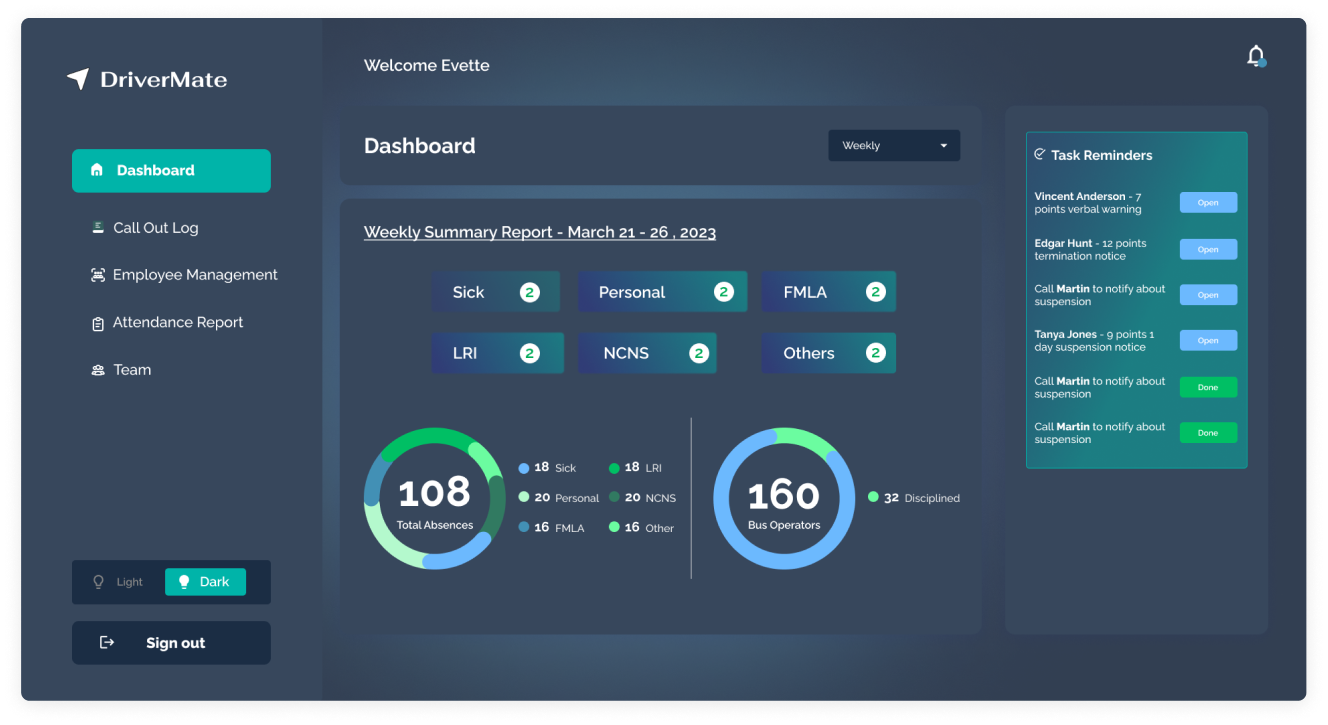 DriverMate
Dashboard
Call Out Log
Employee Management
Attendance Report
Team
Light
Dark
Sign out
Welcome Evette
Dashboard
Weekly
Weekly Summary Report - March 21 - 26 , 2023
Sick 2
Personal 2
FMLA 2
LRI 2
NCNS 2
Others 2
108
Total Absences
18 Sick
18 LRI
20 Personal
20 NCNS
16 FMLA
16 Other
160
Bus Operators
32 Disciplined
Task Reminders
Vincent Anderson - 7
points verbal warning
Open
Edgar Hunt - 12 points
termination notice
Open
Call Martin to notify about
suspension
Open
Tanya Jones - 9 points 1
day suspension notice
Open
Call Martin to notify about
suspension
Done
Call Martin to notify about
suspension
Done